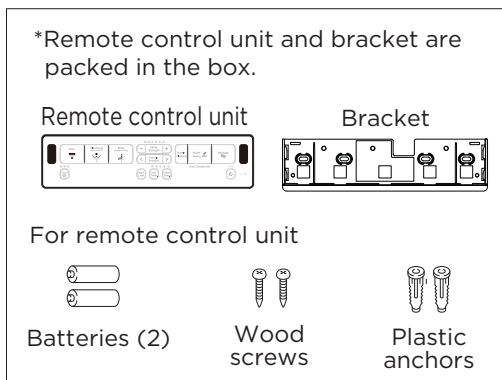 *Remote control unit and bracket are
packed in the box.
Remote control unit
Bracket
For remote control unit
Batteries (2)
Wood
screws
Plastic
anchors